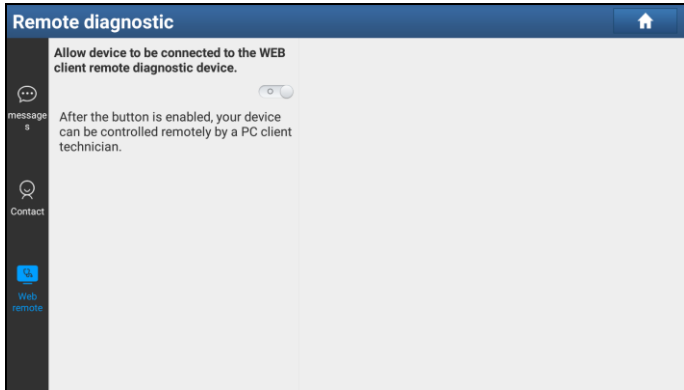 Remote diagnostic
Allow device to be connected to the WEB
client remote diagnostic device.
After the button is enabled, your device
can be controlled remotely by a PC client
technician.
message
s
Contact
Web
remote